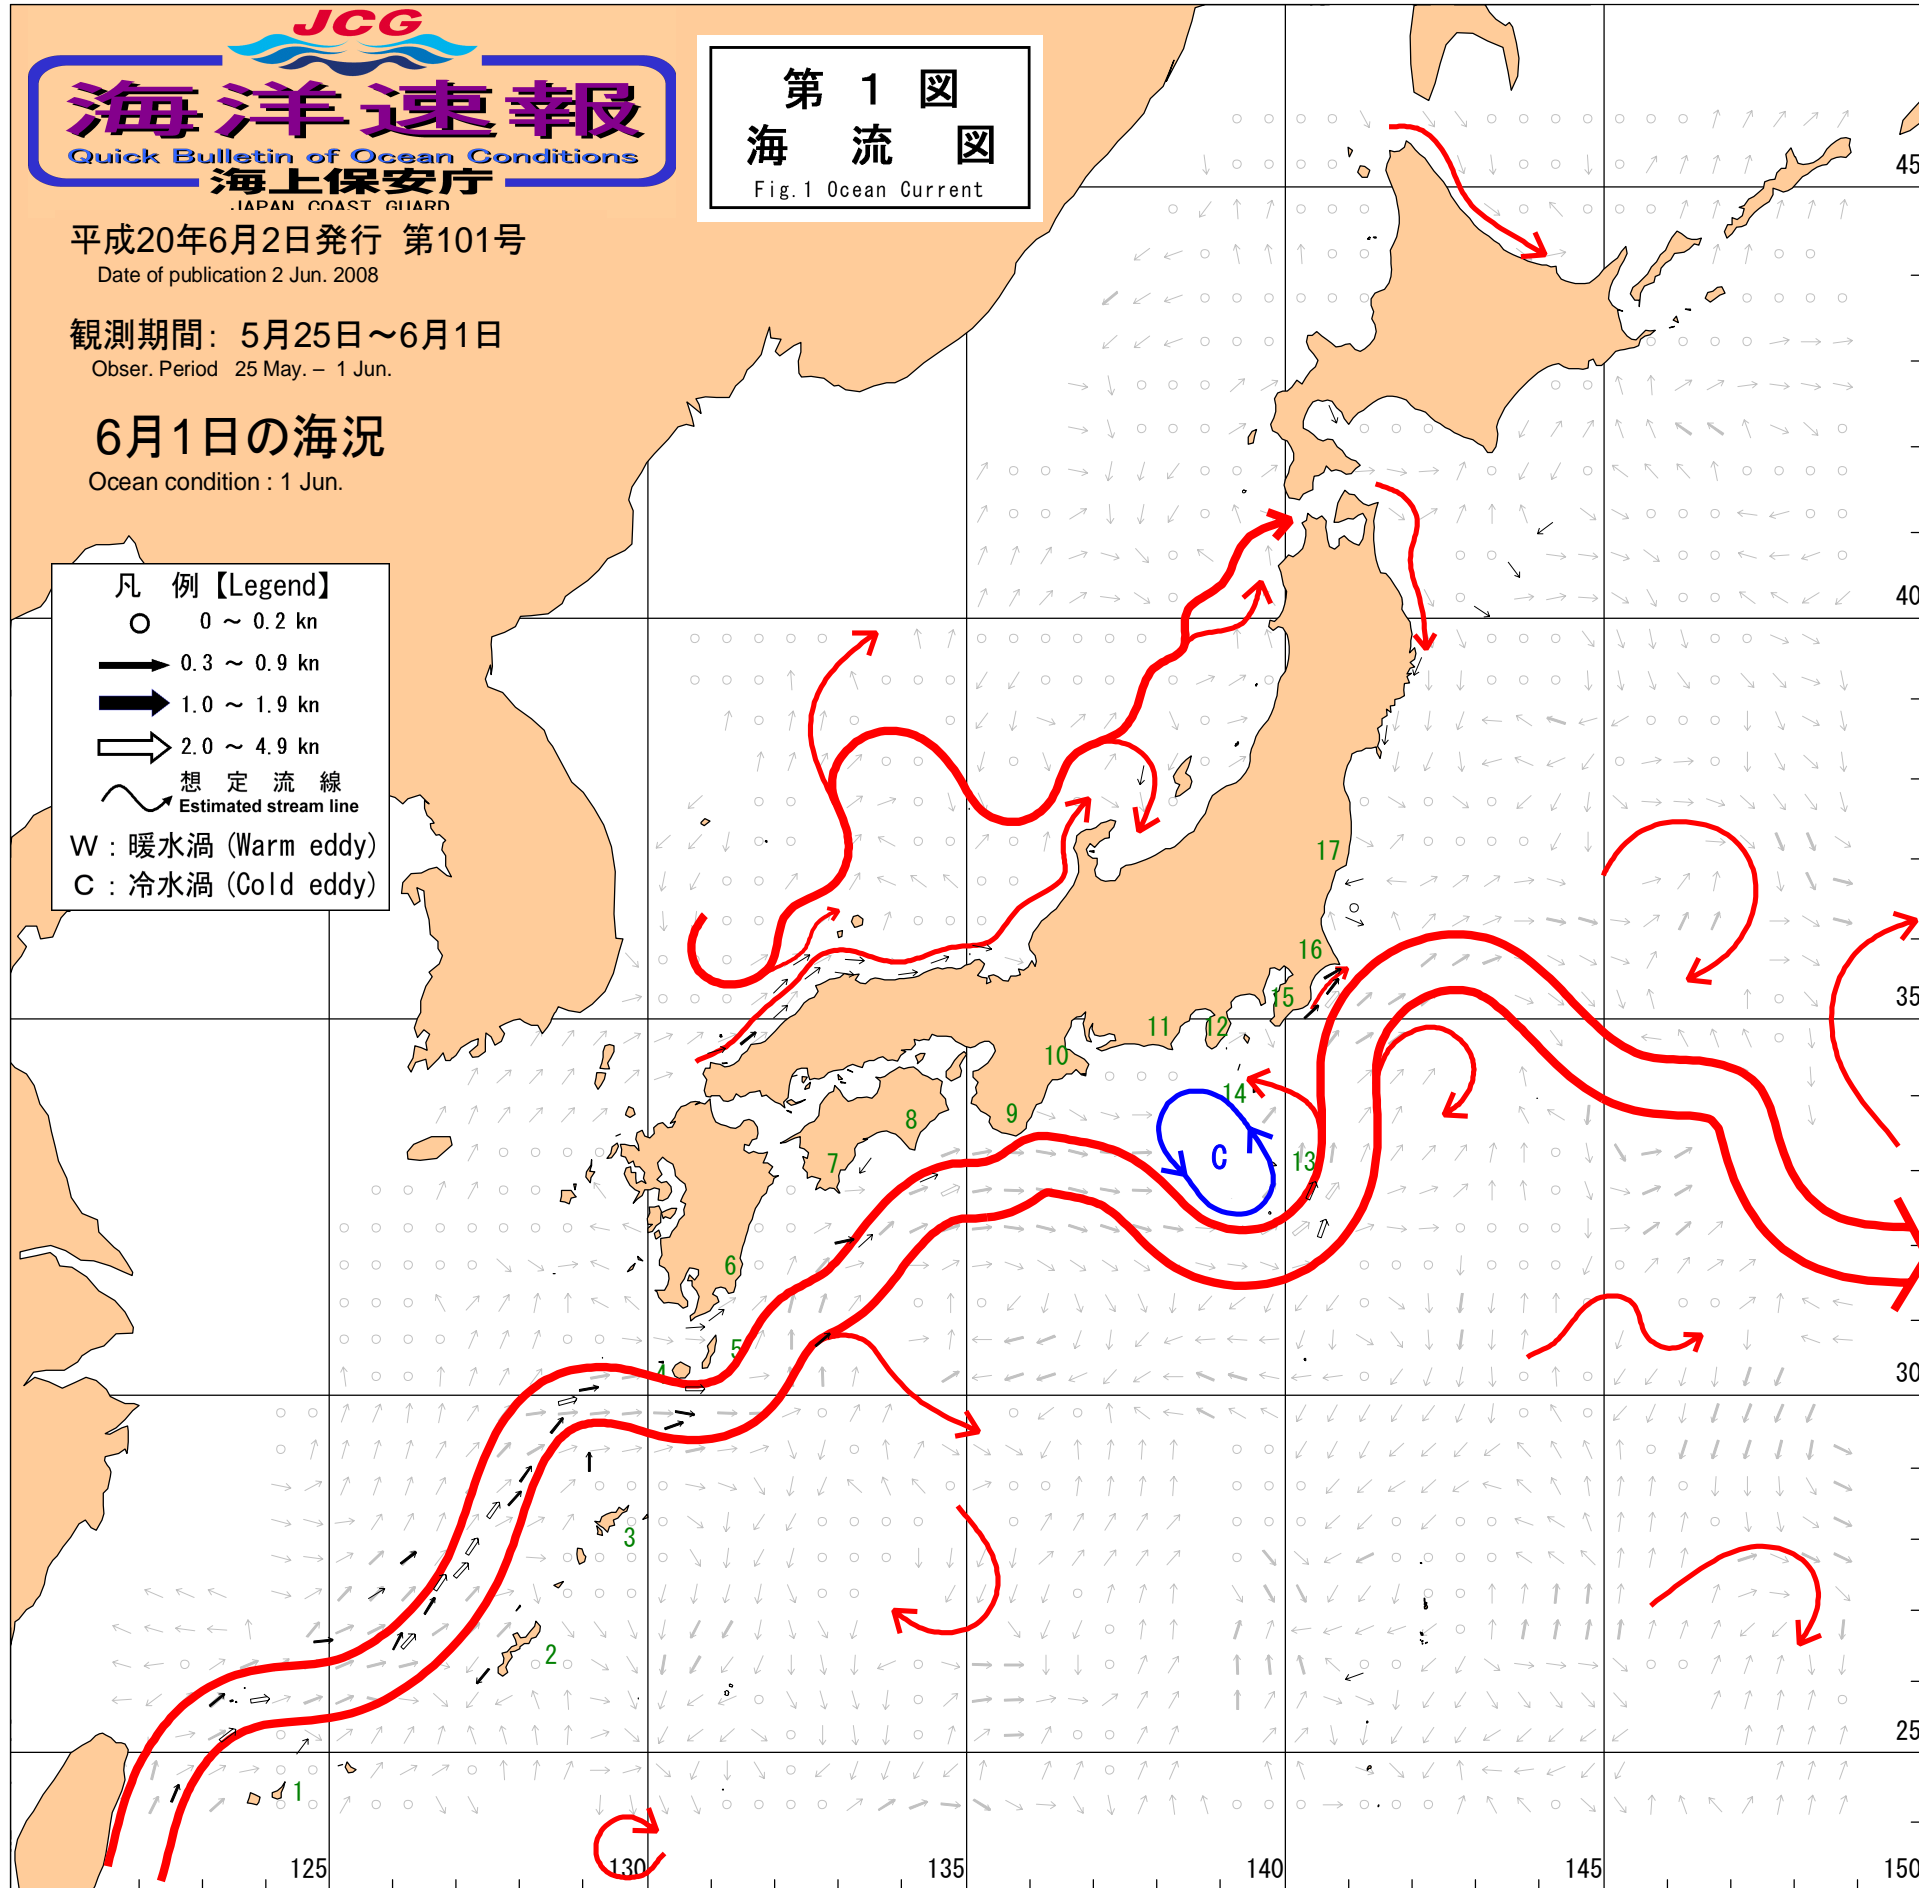 JCG
海洋速報
Quick Bulletin of Ocean Conditions
海上保安庁
JAPAN COAST GUARD
第 1 図
海 流 図
Fig.1 Ocean Current
平成20年6月2日発行 第101号
Date of publication 2 Jun. 2008
観測期間: 5月25日～6月1日
Obser. Period 25 May. – 1 Jun.
6月1日の海況
Ocean condition : 1 Jun.
凡 例【Legend】
0 ～ 0.2 kn
0.3 ～ 0.9 kn
1.0 ～ 1.9 kn
2.0 ～ 4.9 kn
想 定 流 線
Estimated stream line
W : 暖水渦 (Warm eddy)
C : 冷水渦 (Cold eddy)
45
40
17
16
35
15
12
11
10
14
9
8
C
13
7
6
5
4
30
3
2
25
1
125
130
135
140
145
150